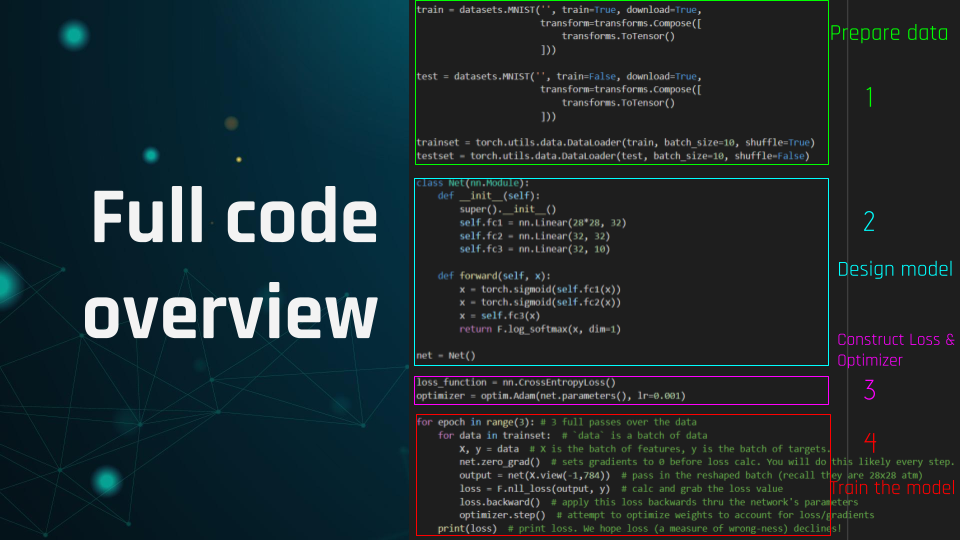 Full code
overview
train = datasets.MNIST('', train=True, download=True,
transform=transforms.Compose([
transforms.ToTensor()
]))
test = datasets.MNIST('', train=False, download=True,
transform=transforms.Compose([
transforms.ToTensor()
]))
trainset = torch.utils.data.DataLoader(train, batch_size=10, shuffle=True)
testset = torch.utils.data.DataLoader(test, batch_size=10, shuffle=False)
Prepare data
1
class Net(nn.Module):
def __init__(self):
super().__init__()
self.fc1 = nn.Linear(28*28, 32)
self.fc2 = nn.Linear(32, 32)
self.fc3 = nn.Linear(32, 10)
def forward(self, x):
x = torch.sigmoid(self.fc1(x))
x = torch.sigmoid(self.fc2(x))
x = self.fc3(x)
return F.log_softmax(x, dim=1)
net = Net()
2
Design model
Construct Loss &
Optimizer
3
loss_function = nn.CrossEntropyLoss()
optimizer = optim.Adam(net.parameters(), lr=0.001)
for epoch in range(3): # 3 full passes over the data
for data in trainset:  # `data` is a batch of data
X, y = data  # X is the batch of features, y is the batch of targets.
net.zero_grad()  # sets gradients to 0 before loss calc. You will do this likely every step.
output = net(X.view(-1,784))  # pass in the reshaped batch (recall they are 28x28 atm)
loss = F.nll_loss(output, y)  # calc and grab the loss value
loss.backward()  # apply this loss backwards thru the network's parameters
optimizer.step()  # attempt to optimize weights to account for loss/gradients
print(loss)  # print loss. We hope loss (a measure of wrong-ness) declines!
4
Train the model